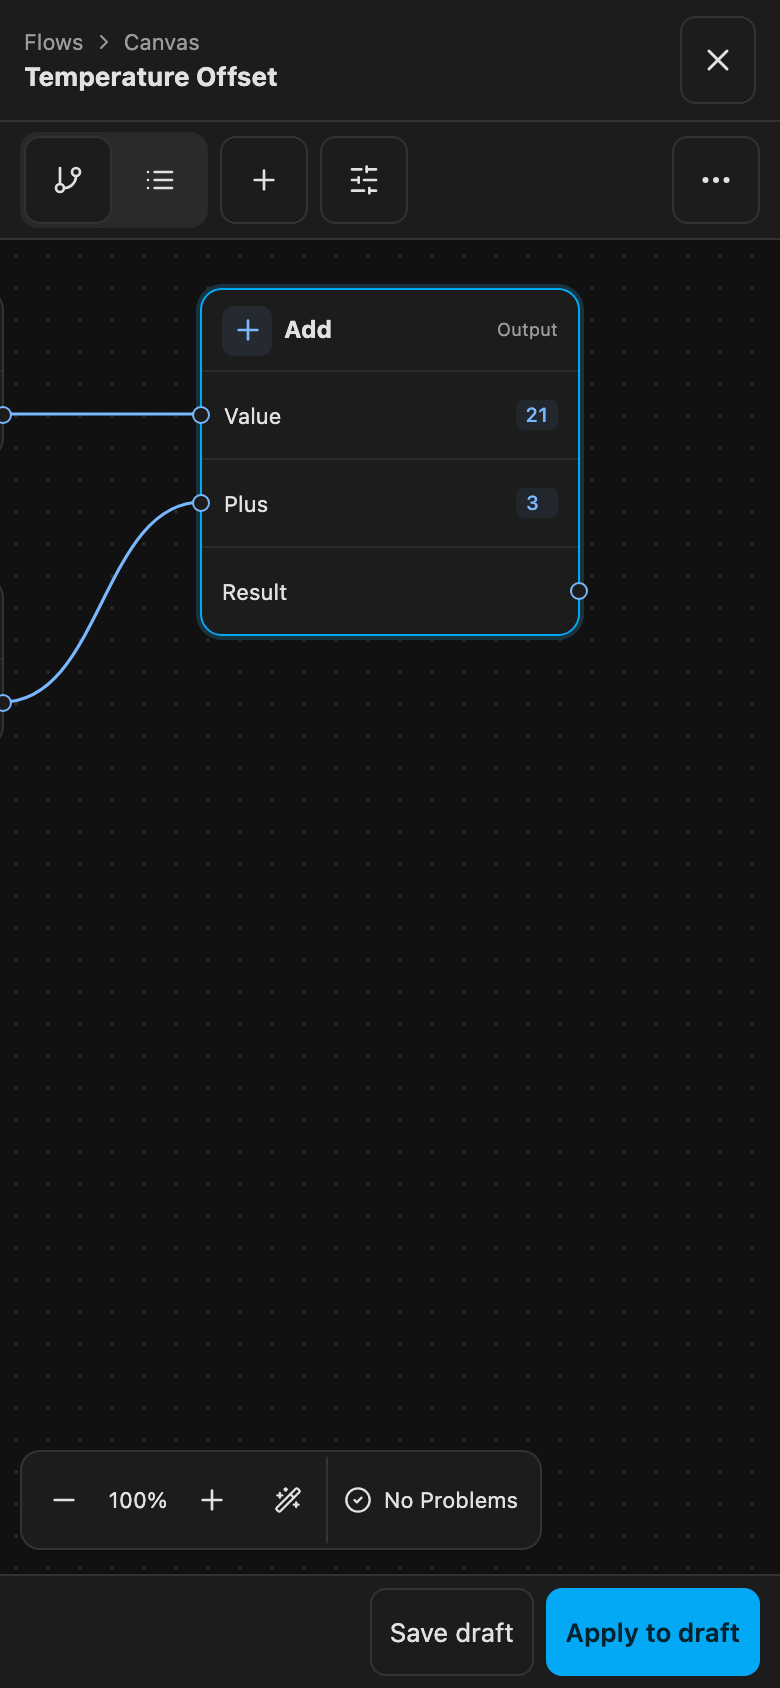 Flows > Canvas
Temperature Offset
Add Output
Value 21
Plus 3
Result
100% No Problems
Save draft Apply to draft